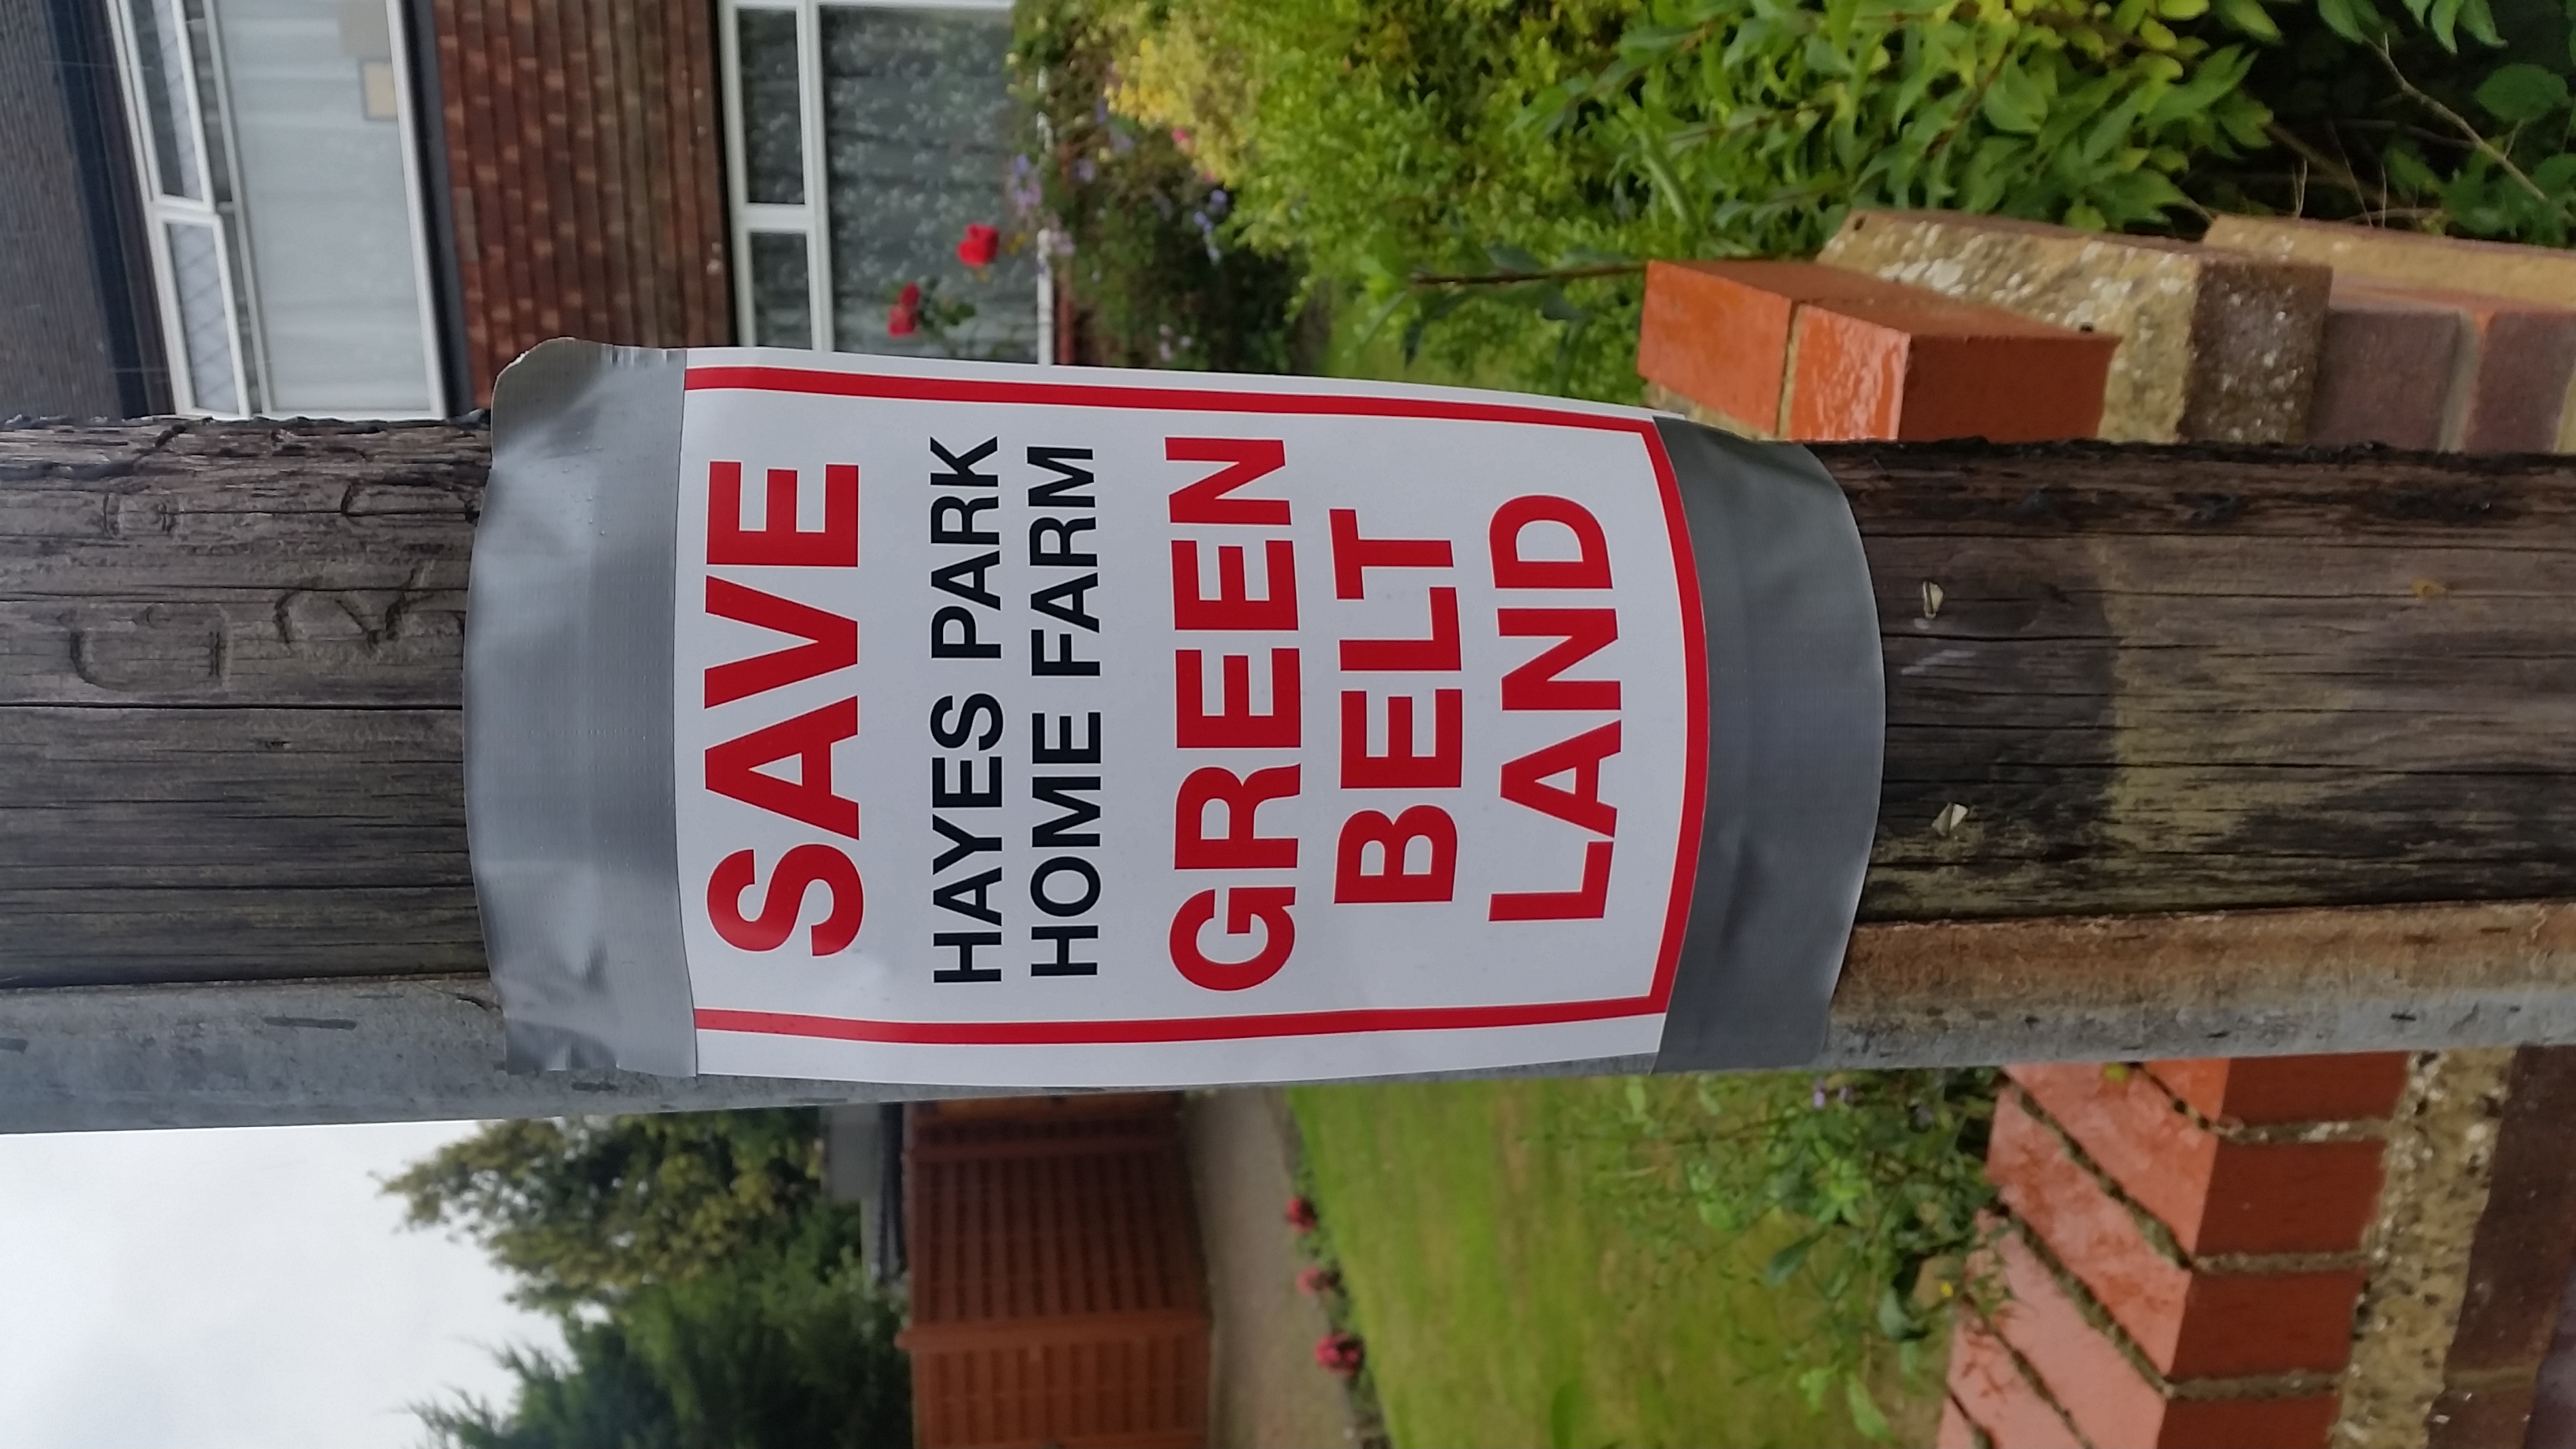 SAVE
HAYES PARK
HOME FARM
GREEN
BELT
LAND